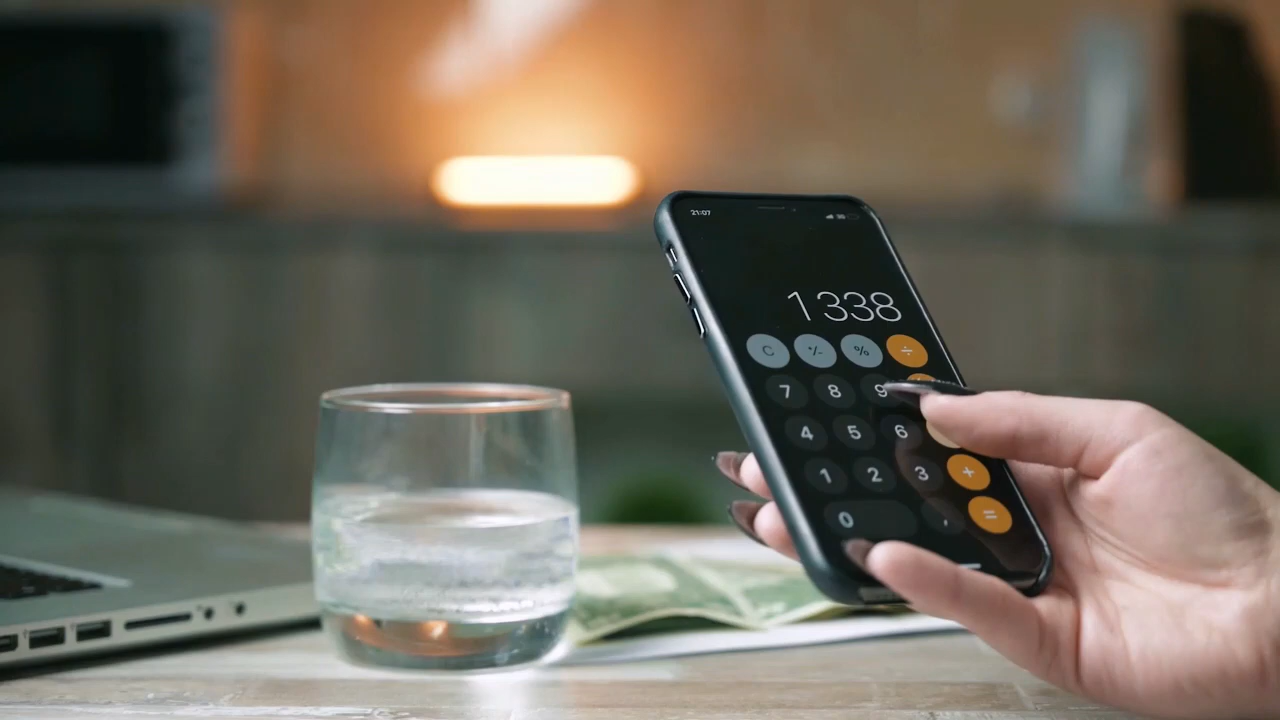 21:07
1338
C +/- % ÷
7 8 9
4 5 6
1 2 3 +
0 , =